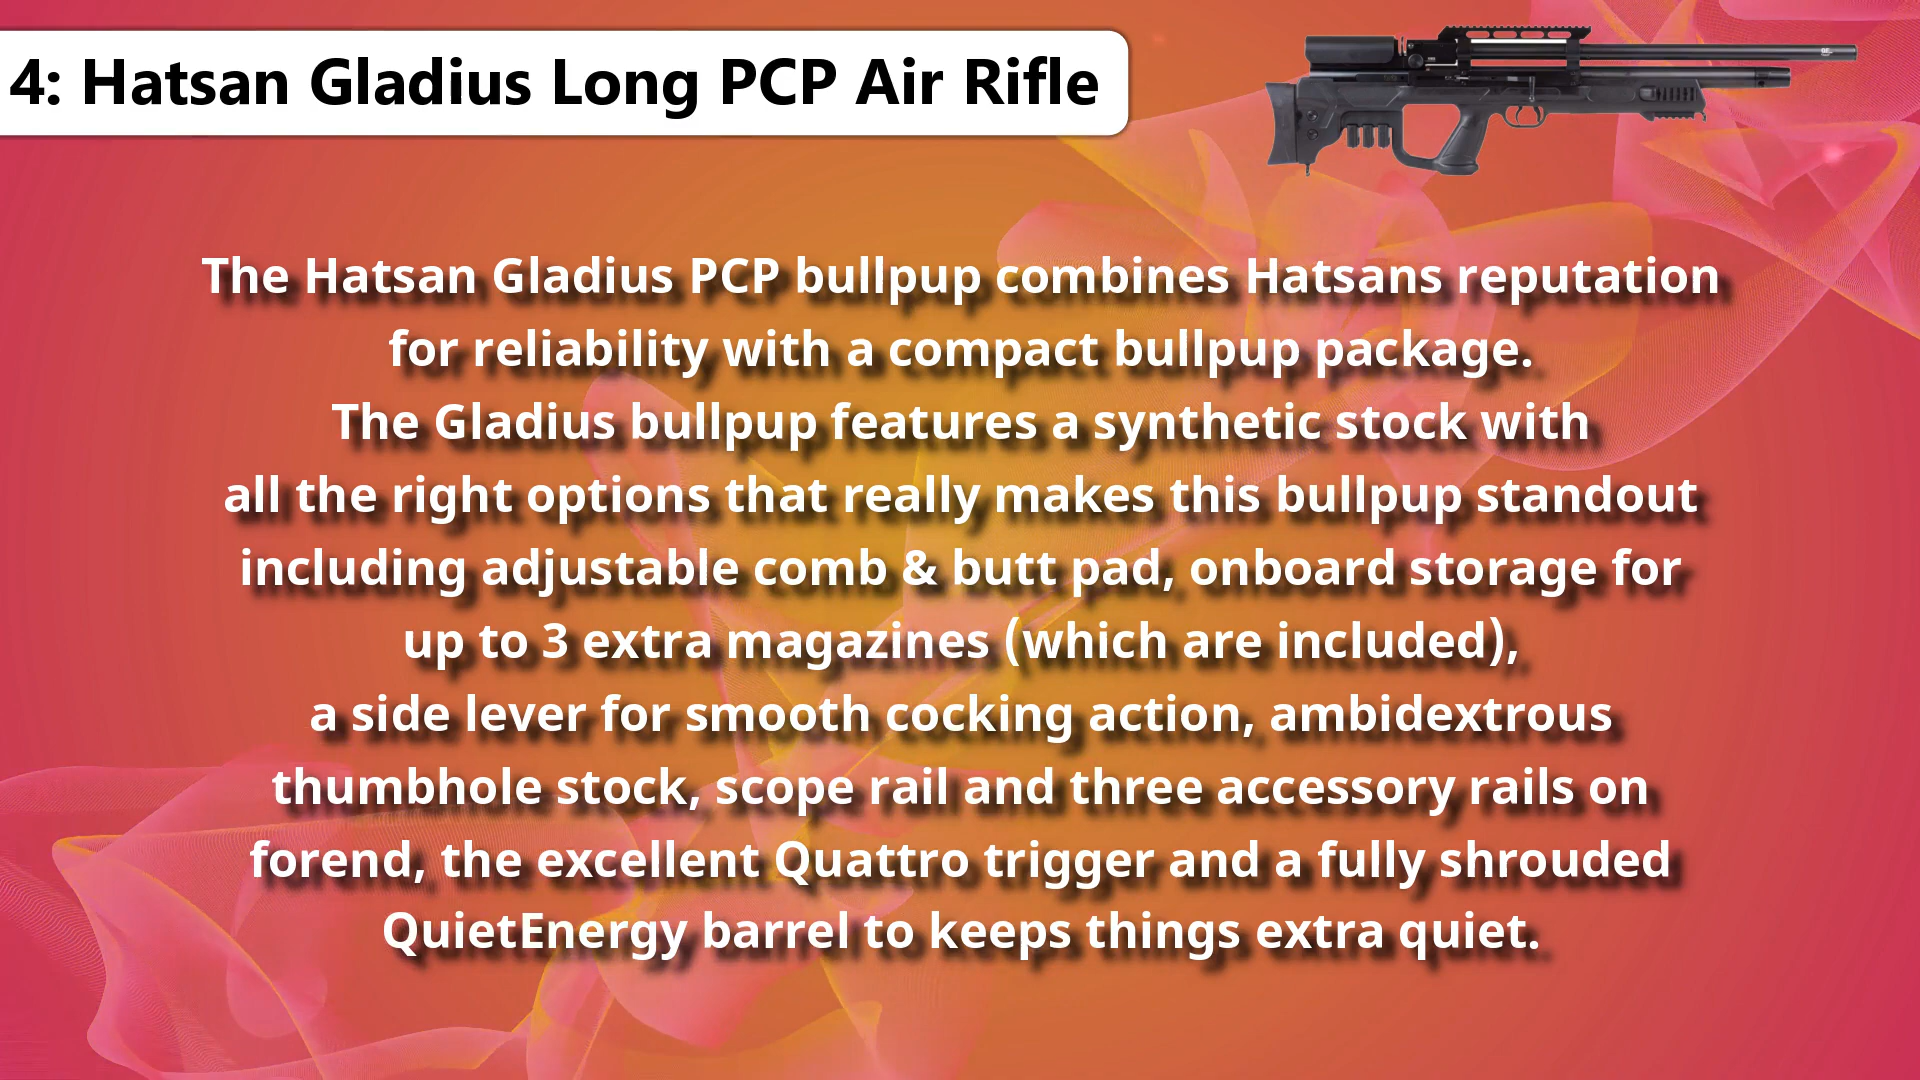 4: Hatsan Gladius Long PCP Air Rifle
The Hatsan Gladius PCP bullpup combines Hatsans reputation
for reliability with a compact bullpup package.
The Gladius bullpup features a synthetic stock with
all the right options that really makes this bullpup standout
including adjustable comb & butt pad, onboard storage for
up to 3 extra magazines (which are included),
a side lever for smooth cocking action, ambidextrous
thumbhole stock, scope rail and three accessory rails on
forend, the excellent Quattro trigger and a fully shrouded
QuietEnergy barrel to keeps things extra quiet.